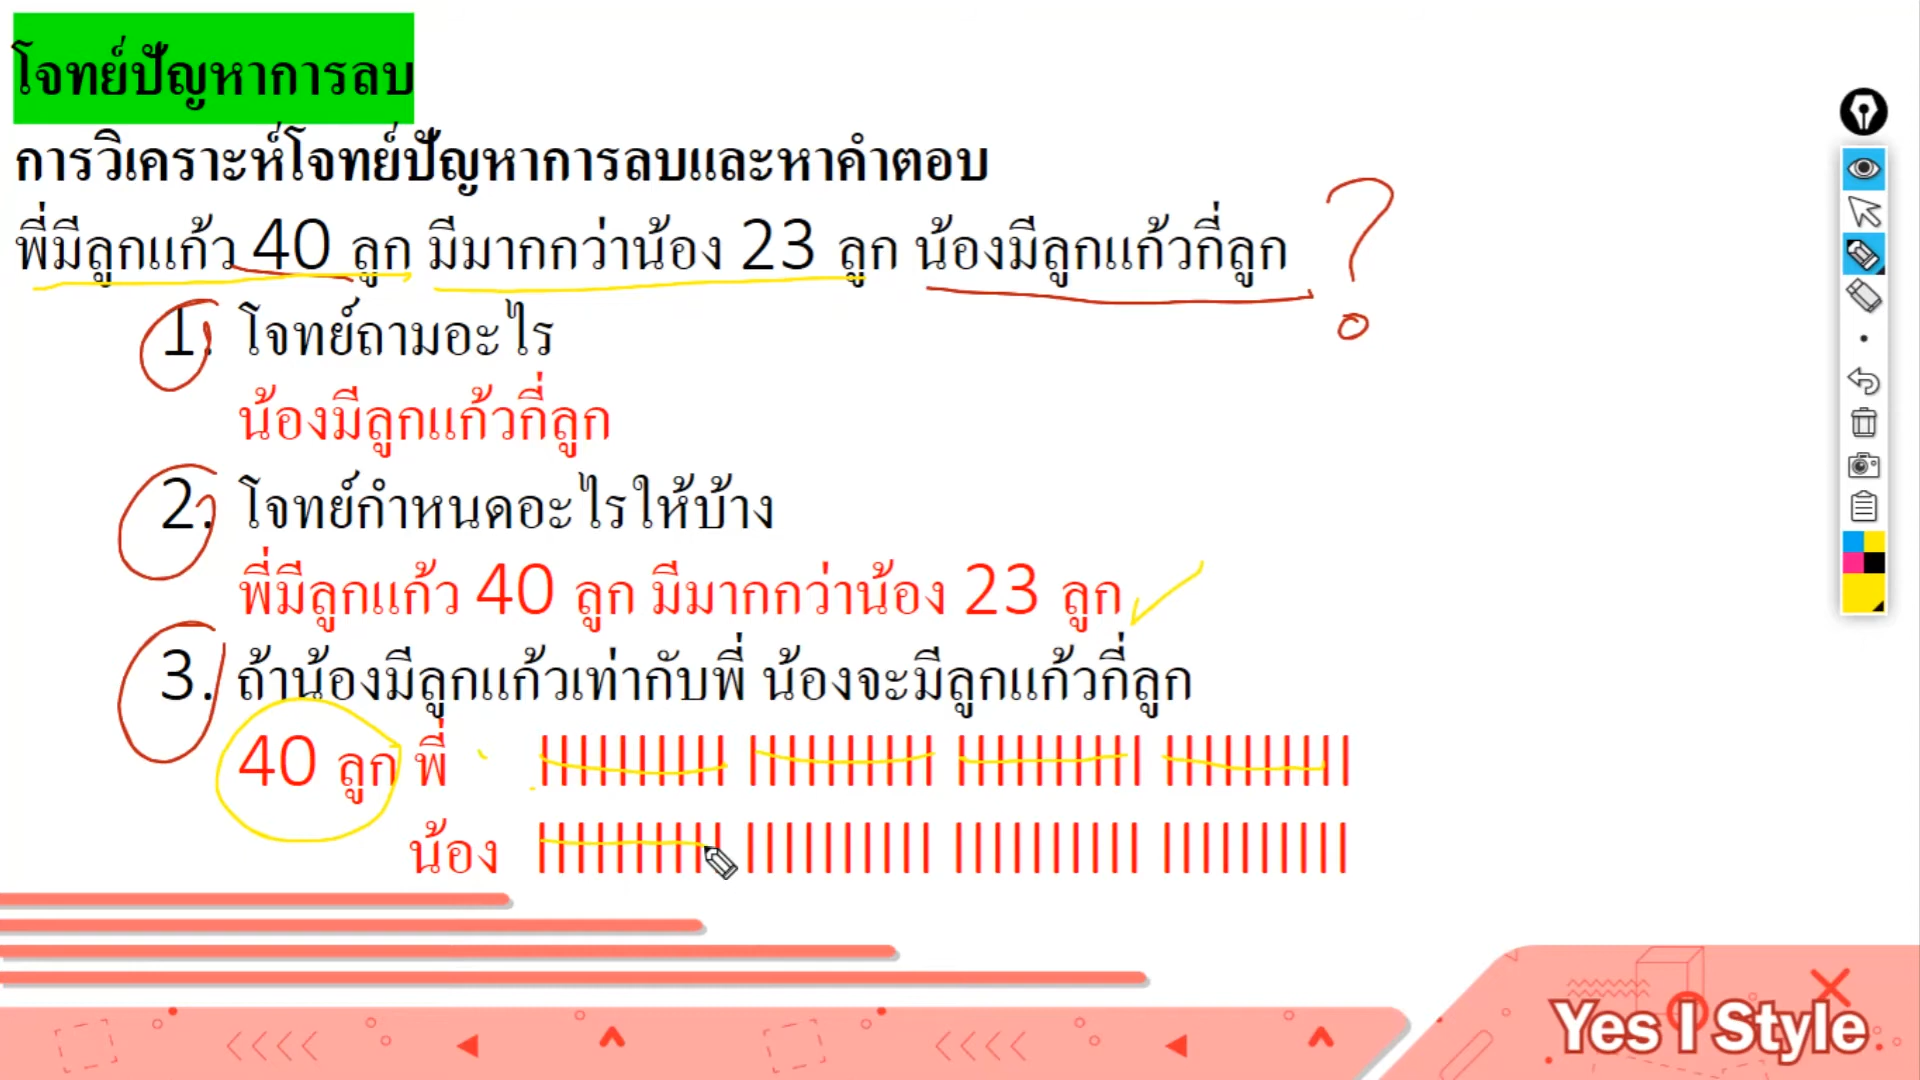 โจทย์ปัญหาการลบ
การวิเคราะห์โจทย์ปัญหาการลบและหาคำตอบ
พี่มีลูกแก้ว 40 ลูก มีมากกว่าน้อง 23 ลูก น้องมีลูกแก้วกี่ลูก ?
1. โจทย์ถามอะไร
น้องมีลูกแก้วกี่ลูก
2. โจทย์กำหนดอะไรให้บ้าง
พี่มีลูกแก้ว 40 ลูก มีมากกว่าน้อง 23 ลูก
3. ถ้าน้องมีลูกแก้วเท่ากับพี่ น้องจะมีลูกแก้วกี่ลูก
40 ลูก พี่ |||||||||| |||||||||| |||||||||| ||||||||||
น้อง |||||||||| |||||||||| |||||||||| ||||||||||
Yes I Style